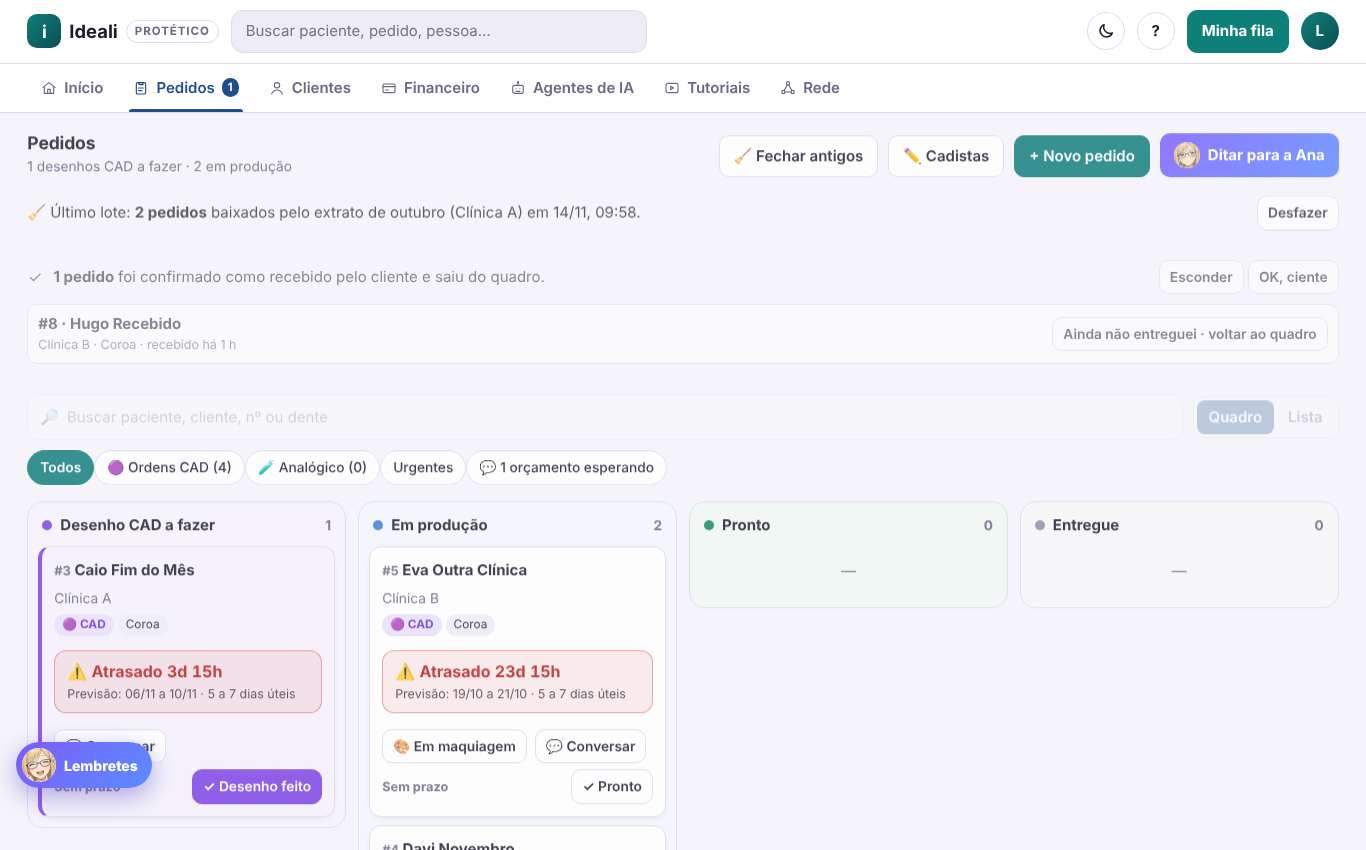 i Ideali PROTÉTICO Buscar paciente, pedido, pessoa... ? Minha fila L
Início Pedidos 1 Clientes Financeiro Agentes de IA Tutoriais Rede
Pedidos
1 desenhos CAD a fazer · 2 em produção
🧹 Fechar antigos ✏️ Cadistas + Novo pedido Ditar para a Ana
🧹 Último lote: 2 pedidos baixados pelo extrato de outubro (Clínica A) em 14/11, 09:58. Desfazer
✓ 1 pedido foi confirmado como recebido pelo cliente e saiu do quadro. Esconder OK, ciente
#8 · Hugo Recebido
Clínica B · Coroa · recebido há 1 h
Ainda não entreguei · voltar ao quadro
🔎 Buscar paciente, cliente, nº ou dente Quadro Lista
Todos 🟣 Ordens CAD (4) 🧪 Analógico (0) Urgentes 💬 1 orçamento esperando
Desenho CAD a fazer 1
#3 Caio Fim do Mês
Clínica A
🟣 CAD Coroa
⚠️ Atrasado 3d 15h
Previsão: 06/11 a 10/11 · 5 a 7 dias úteis
Lembretes
Sem prazo ✓ Desenho feito
Em produção 2
#5 Eva Outra Clínica
Clínica B
🟣 CAD Coroa
⚠️ Atrasado 23d 15h
Previsão: 19/10 a 21/10 · 5 a 7 dias úteis
🎨 Em maquiagem 💬 Conversar
Sem prazo ✓ Pronto
#4 Davi Novembro
Pronto 0
—
Entregue 0
—